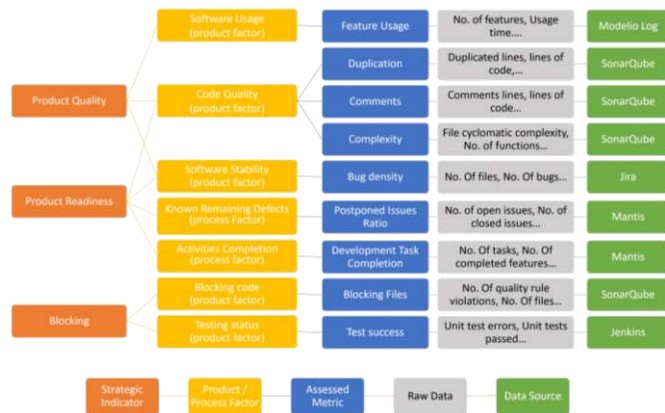 Software Usage
(product factor)
Feature Usage
No. of features, Usage
time....
Modelio Log
Duplication
Duplicated lines, lines of
code,...
SonarQube
Product Quality
Code Quality
(product factor)
Comments
Comments lines, lines of
code...
SonarQube
Complexity
File cyclomatic complexity,
No. of functions...
SonarQube
Software Stability
(product factor)
Bug density
No. Of files, No. Of bugs...
Jira
Product Readiness
Known Remaining Defects
(process Factor)
Postponed Issues
Ratio
No. of open issues, No. of
closed issues...
Mantis
Activities Completion
(process factor)
Development Task
Completion
No. Of tasks, No. Of
completed features...
Mantis
Blocking code
(product factor)
Blocking Files
No. Of quality rule
violations, No. Of files...
SonarQube
Blocking
Testing status
(product factor)
Test success
Unit test errors, Unit tests
passed...
Jenkins
Strategic
Indicator
Product /
Process Factor
Assessed
Metric
Raw Data
Data Source